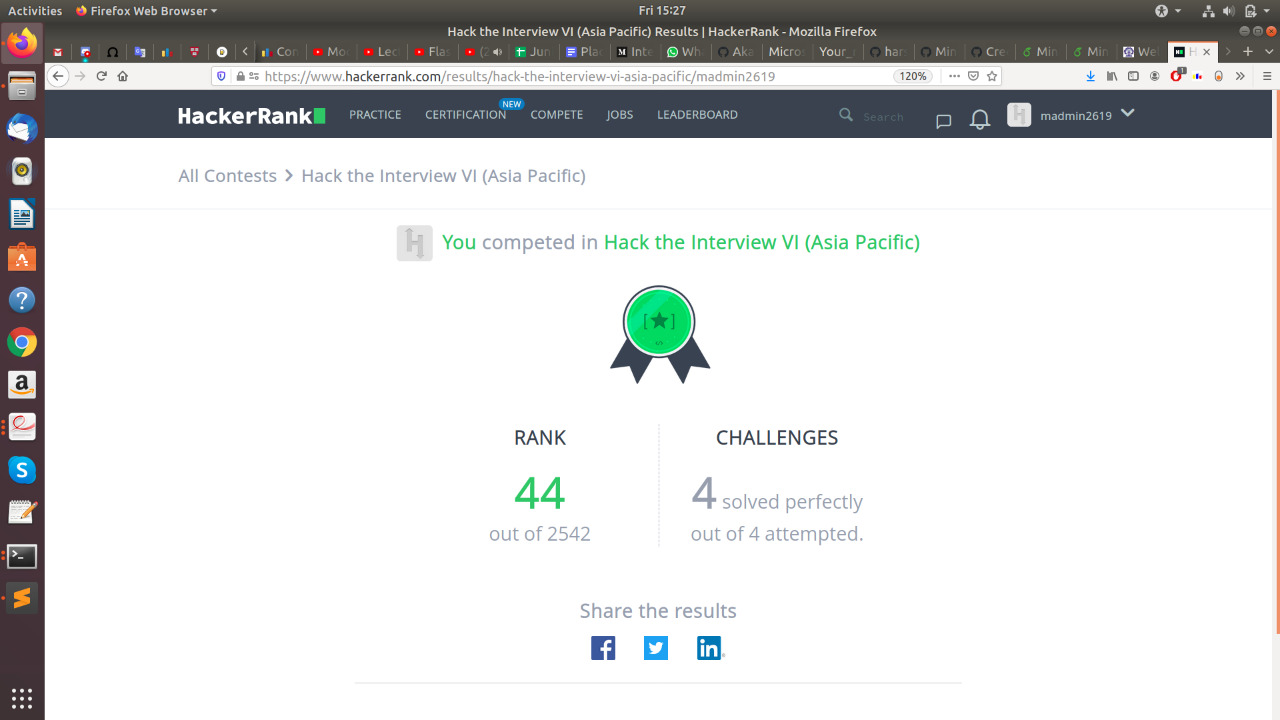 Activities Firefox Web Browser Fri 15:27
Hack the Interview VI (Asia Pacific) Results | HackerRank - Mozilla Firefox
Con Mo Lec Flas (2 Jun Plac Inte Wh Aka Micros Your_ har Min Cre Min Min Wel H
https://www.hackerrank.com/results/hack-the-interview-vi-asia-pacific/madmin2619 120%
HackerRank PRACTICE CERTIFICATION NEW COMPETE JOBS LEADERBOARD Search madmin2619
All Contests Hack the Interview VI (Asia Pacific)
You competed in Hack the Interview VI (Asia Pacific)
RANK CHALLENGES
44 4 solved perfectly
out of 2542 out of 4 attempted.
Share the results